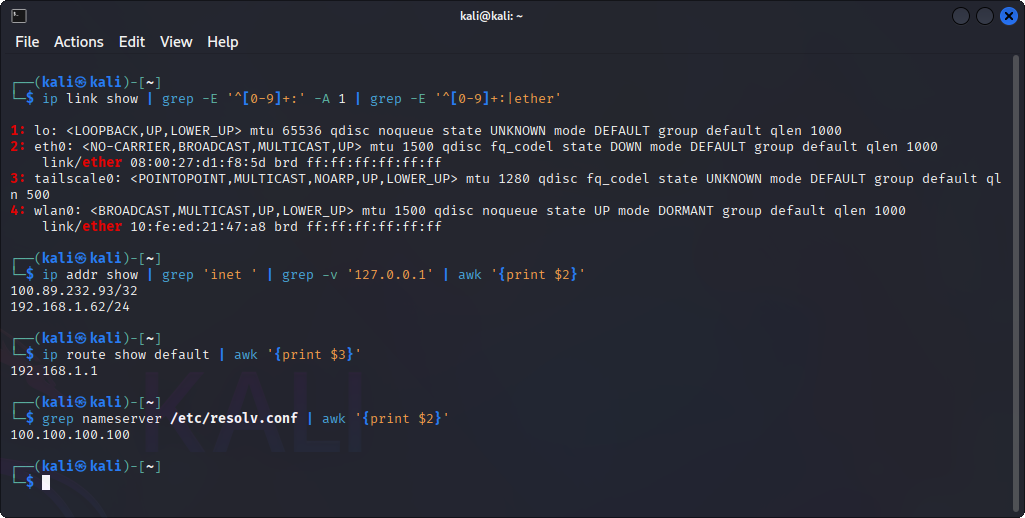 kali@kali: ~
File Actions Edit View Help
┌──(kali㉿kali)-[~]
└─$ ip link show | grep -E '^[0-9]+:' -A 1 | grep -E '^[0-9]+:|ether'
1: lo: <LOOPBACK,UP,LOWER_UP> mtu 65536 qdisc noqueue state UNKNOWN mode DEFAULT group default qlen 1000
2: eth0: <NO-CARRIER,BROADCAST,MULTICAST,UP> mtu 1500 qdisc fq_codel state DOWN mode DEFAULT group default qlen 1000
    link/ether 08:00:27:d1:f8:5d brd ff:ff:ff:ff:ff:ff
3: tailscale0: <POINTOPOINT,MULTICAST,NOARP,UP,LOWER_UP> mtu 1280 qdisc fq_codel state UNKNOWN mode DEFAULT group default ql
n 500
4: wlan0: <BROADCAST,MULTICAST,UP,LOWER_UP> mtu 1500 qdisc noqueue state UP mode DORMANT group default qlen 1000
    link/ether 10:fe:ed:21:47:a8 brd ff:ff:ff:ff:ff:ff
┌──(kali㉿kali)-[~]
└─$ ip addr show | grep 'inet ' | grep -v '127.0.0.1' | awk '{print $2}'
100.89.232.93/32
192.168.1.62/24
┌──(kali㉿kali)-[~]
└─$ ip route show default | awk '{print $3}'
192.168.1.1
┌──(kali㉿kali)-[~]
└─$ grep nameserver /etc/resolv.conf | awk '{print $2}'
100.100.100.100
KALI
┌──(kali㉿kali)-[~]
└─$